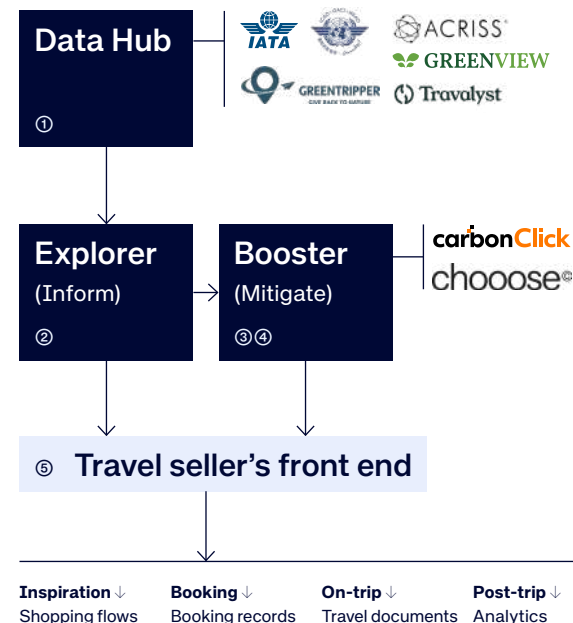 Data Hub
①
IATA
ACRISS®
GREENVIEW
GREENTRIPPER
GIVE BACK TO NATURE
Travalyst
Explorer
(Inform)
②
Booster
(Mitigate)
③④
carbonClick
chooose©
⑤ Travel seller’s front end
Inspiration ↓ Booking ↓ On-trip ↓ Post-trip ↓
Shopping flows Booking records Travel documents Analytics